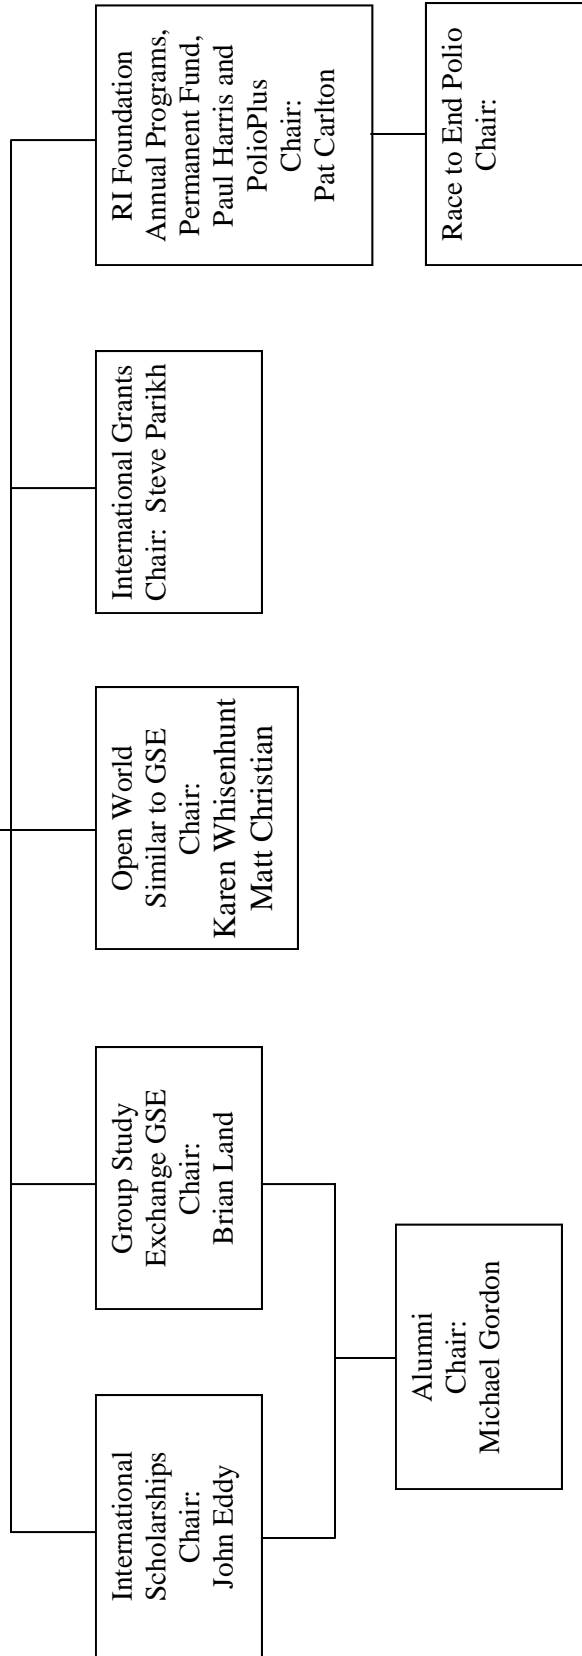 International
Scholarships
Chair:
John Eddy
Group Study
Exchange GSE
Chair:
Brian Land
Open World
Similar to GSE
Chair:
Karen Whisenhunt
Matt Christian
International Grants
Chair:  Steve Parikh
RI Foundation
Annual Programs,
Permanent Fund,
Paul Harris and
PolioPlus
Chair:
Pat Carlton
Alumni
Chair:
Michael Gordon
Race to End Polio
Chair: